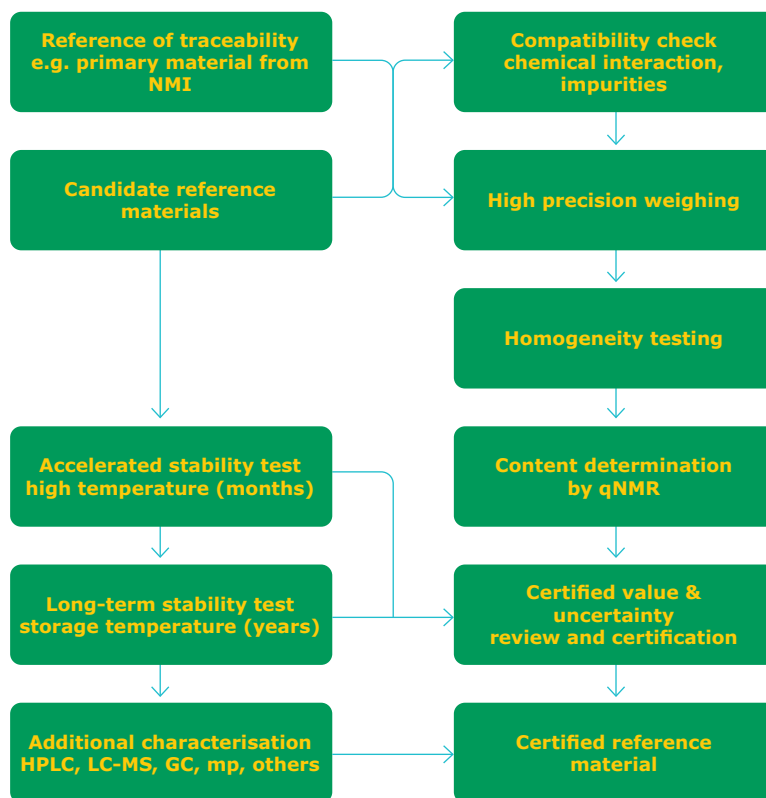 Reference of traceability
e.g. primary material from
NMI
Compatibility check
chemical interaction,
impurities
Candidate reference
materials
High precision weighing
Homogeneity testing
Accelerated stability test
high temperature (months)
Content determination
by qNMR
Long-term stability test
storage temperature (years)
Certified value &
uncertainty
review and certification
Additional characterisation
HPLC, LC-MS, GC, mp, others
Certified reference
material